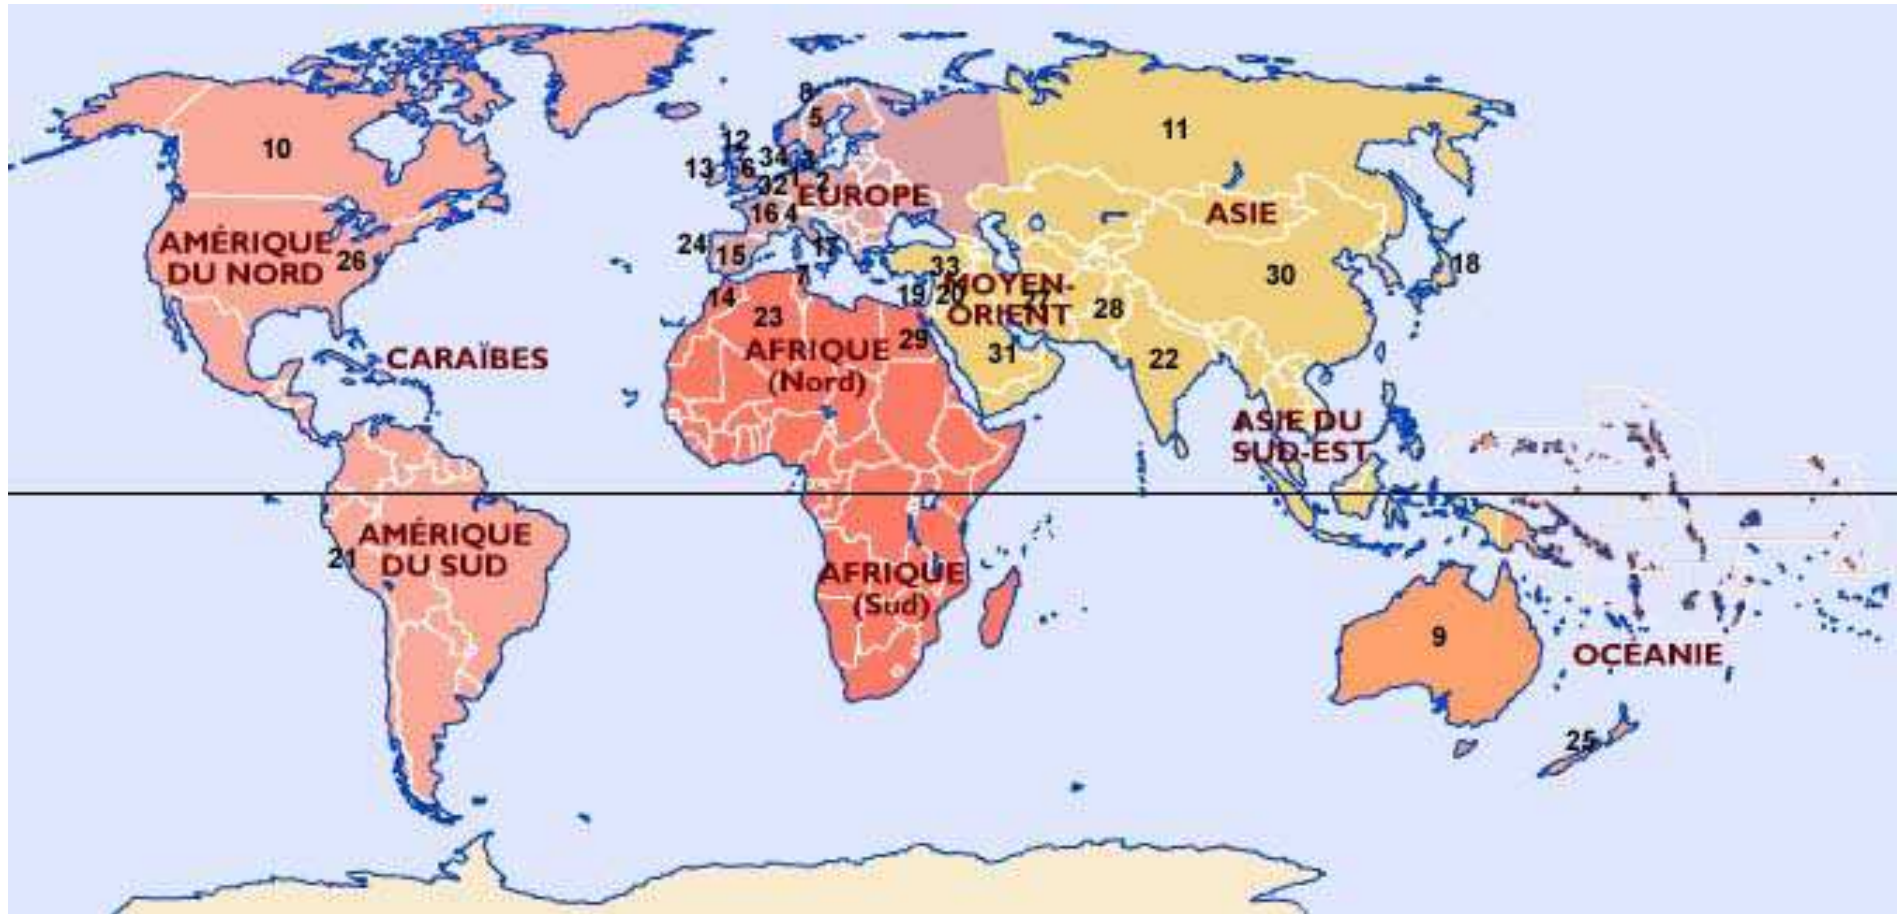 8
5
11
10
12
34
3
13
6
1
2
32
EUROPE
16
4
ASIE
AMÉRIQUE
DU NORD
26
24
15
17
33
18
7
30
14
19
20
MOYEN-
ORIENT
27
28
23
29
CARAÏBES
AFRIQUE
(Nord)
31
22
ASIE DU
SUD-EST
AMÉRIQUE
DU SUD
21
AFRIQUE
(Sud)
9
OCÉANIE
25